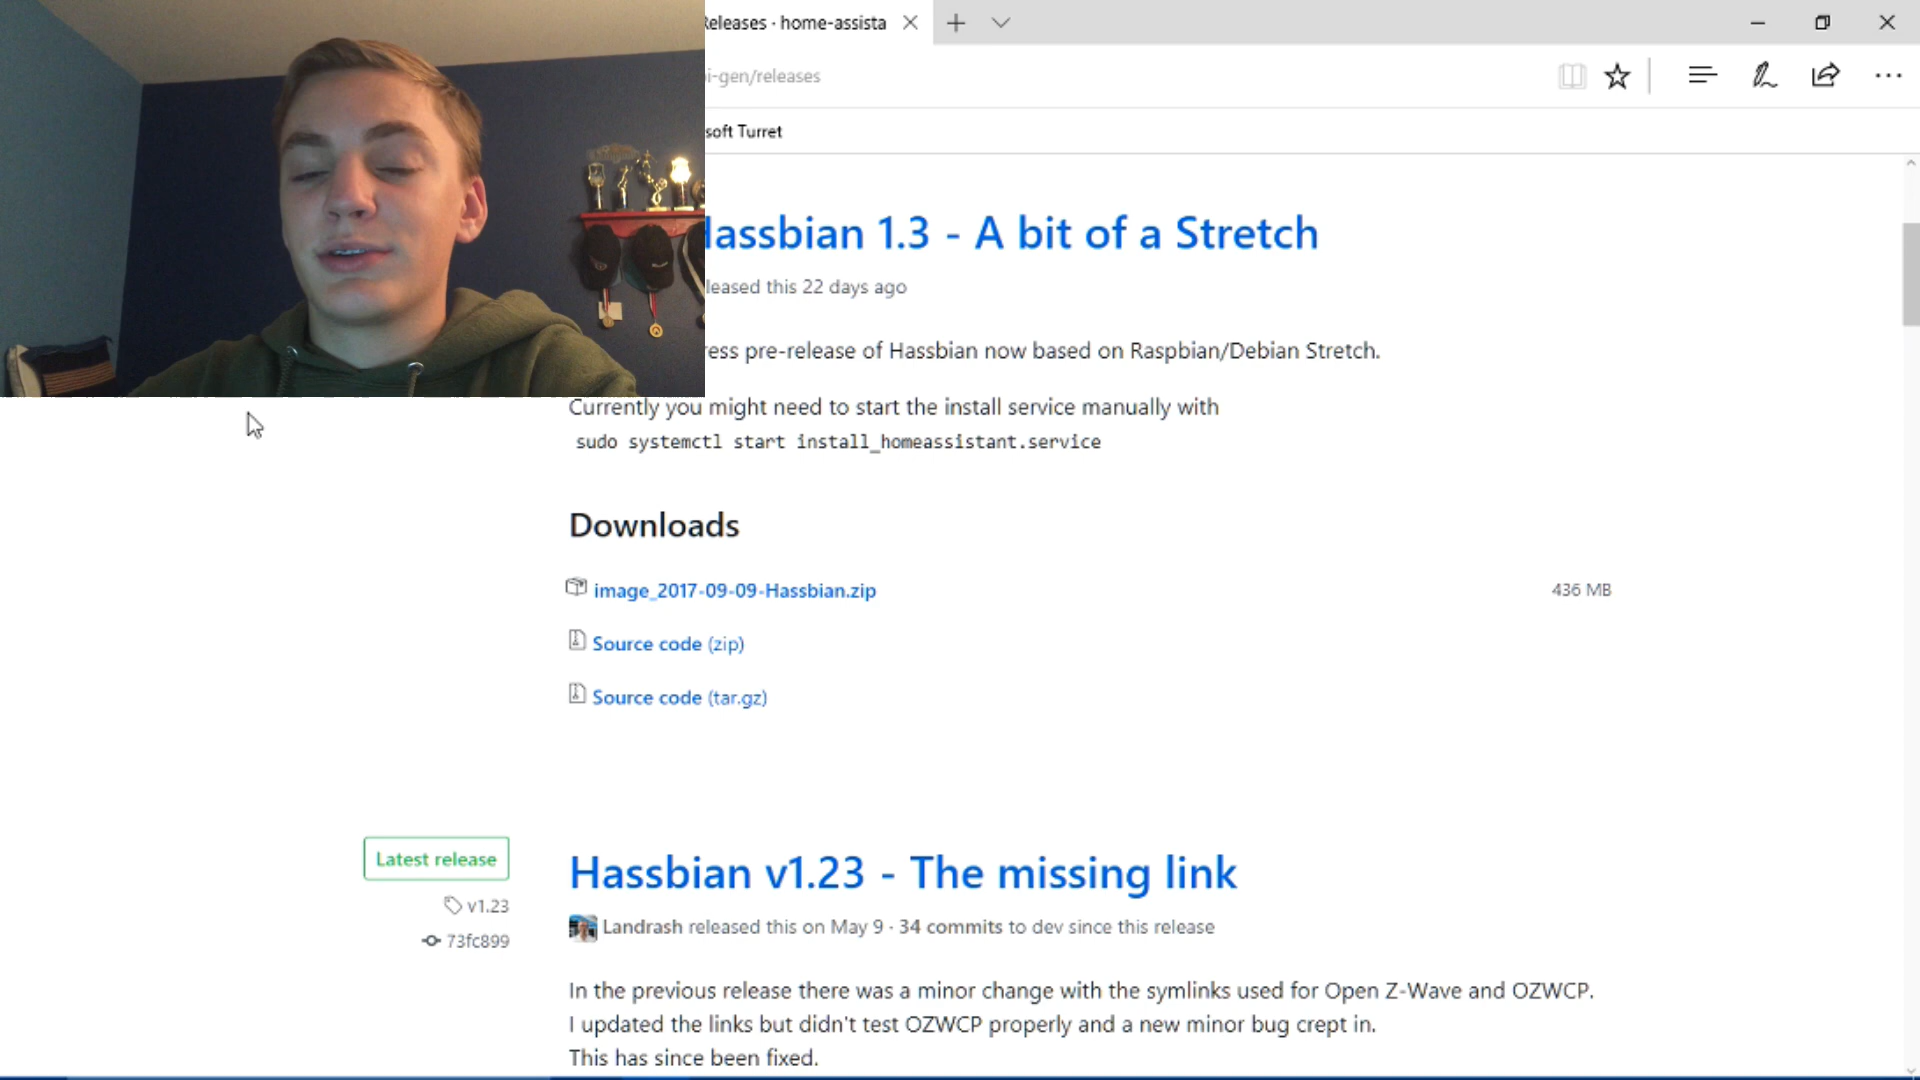 Releases · home-assista
i-gen/releases
soft Turret
Hassbian 1.3 - A bit of a Stretch
leased this 22 days ago
ress pre-release of Hassbian now based on Raspbian/Debian Stretch.
Currently you might need to start the install service manually with
sudo systemctl start install_homeassistant.service
Downloads
image_2017-09-09-Hassbian.zip
436 MB
Source code (zip)
Source code (tar.gz)
Latest release
Hassbian v1.23 - The missing link
v1.23
Landrash released this on May 9 · 34 commits to dev since this release
73fc899
In the previous release there was a minor change with the symlinks used for Open Z-Wave and OZWCP.
I updated the links but didn't test OZWCP properly and a new minor bug crept in.
This has since been fixed.